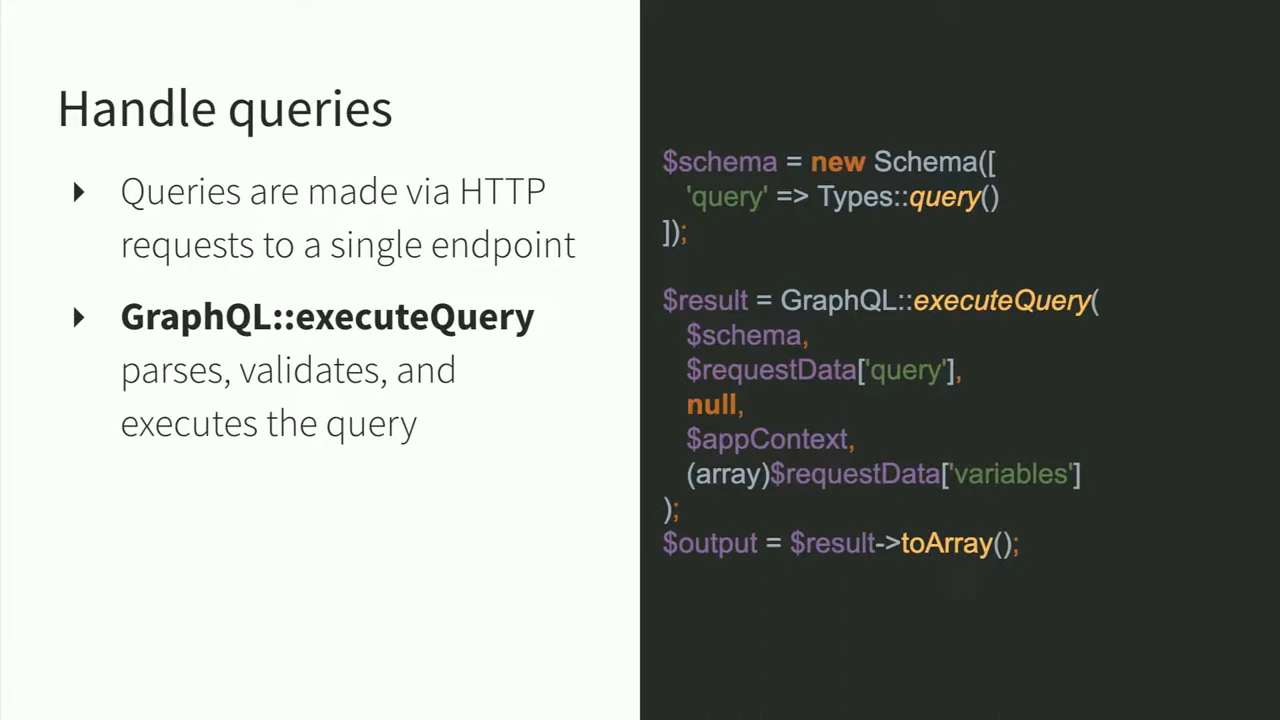 Handle queries
Queries are made via HTTP
requests to a single endpoint
GraphQL::executeQuery
parses, validates, and
executes the query
$schema = new Schema([
'query' => Types::query()
]);
$result = GraphQL::executeQuery(
$schema,
$requestData['query'],
null,
$appContext,
(array)$requestData['variables']
);
$output = $result->toArray();